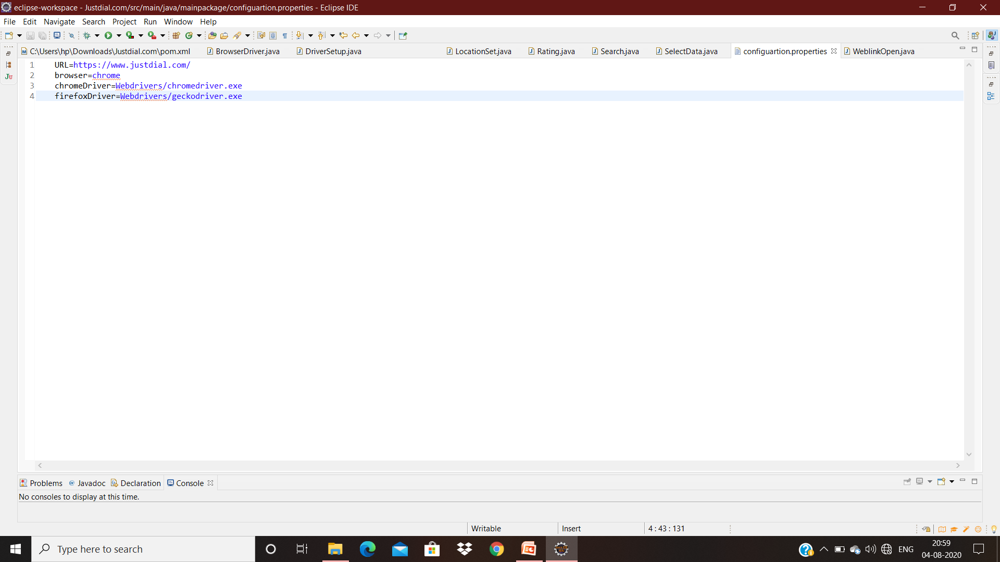 eclipse-workspace - Justdial.com/src/main/java/mainpackage/configuartion.properties - Eclipse IDE
File Edit Navigate Search Project Run Window Help
C:\Users\hp\Downloads\Justdial.com\pom.xml BrowserDriver.java DriverSetup.java LocationSet.java Rating.java Search.java SelectData.java configuartion.properties WeblinkOpen.java
1 URL=https://www.justdial.com/
2 browser=chrome
3 chromeDriver=Webdrivers/chromedriver.exe
4 firefoxDriver=Webdrivers/geckodriver.exe
Problems @ Javadoc Declaration Console
No consoles to display at this time.
Writable Insert 4 : 43 : 131
Type here to search
ENG
20:59
04-08-2020